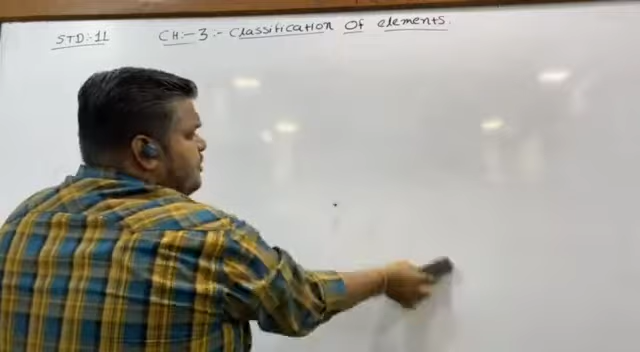 STD:-11 CH:-3:- Classification Of elements.